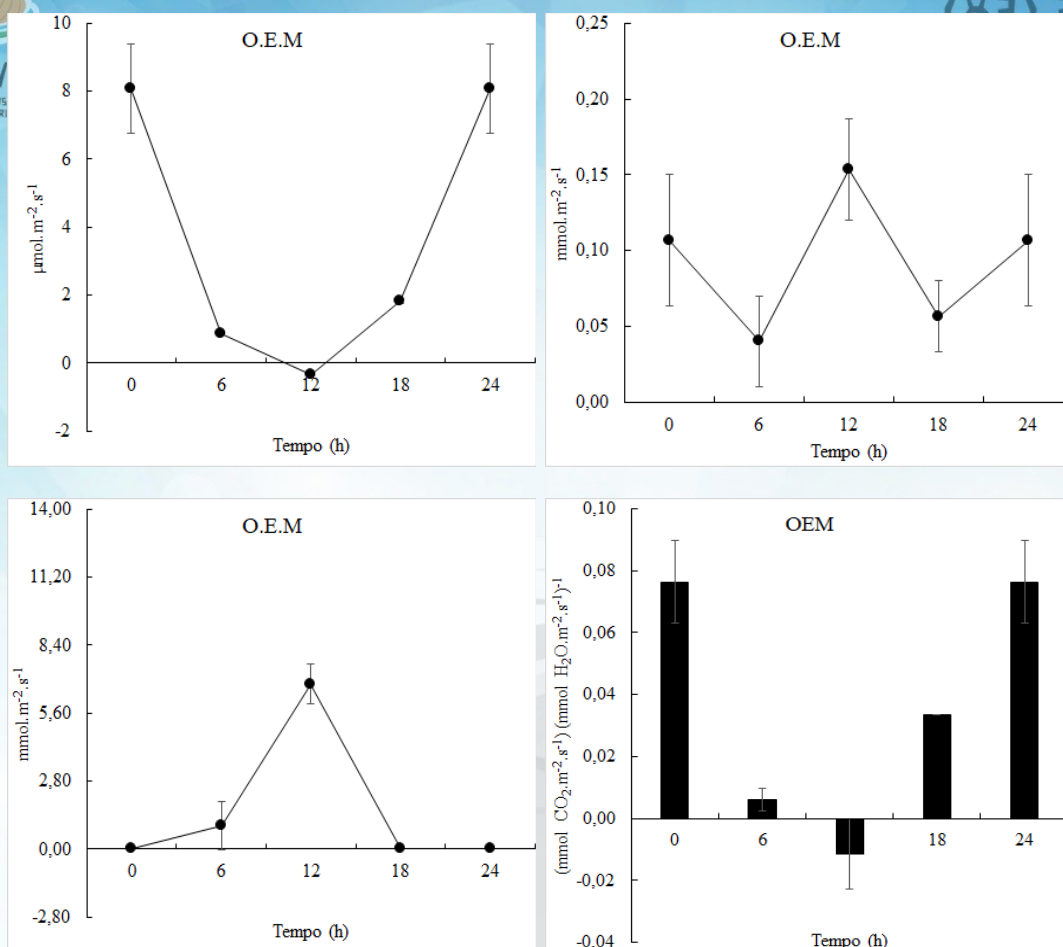 O.E.M
10
8
6
4
2
0
-2
µmol.m-2.s-1
0 6 12 18 24
Tempo (h)
O.E.M
0,25
0,20
0,15
0,10
0,05
0,00
mmol.m-2.s-1
0 6 12 18 24
Tempo (h)
O.E.M
14,00
11,20
8,40
5,60
2,80
0,00
-2,80
mmol.m-2.s-1
0 6 12 18 24
Tempo (h)
OEM
0,10
0,08
0,06
0,04
0,02
0,00
-0,02
-0,04
(mmol CO2.m-2.s-1) (mmol H2O.m-2.s-1)-1
0 6 18 24
Tempo (h)